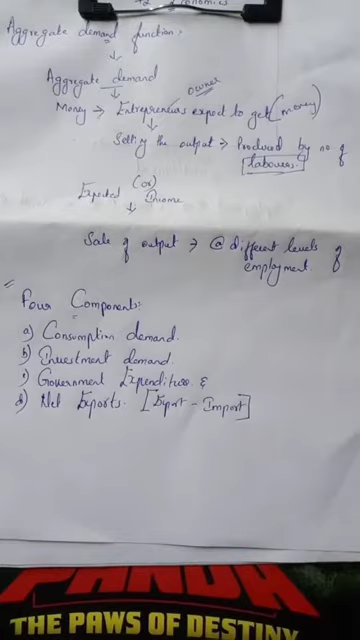 +2 Economics
Aggregate demand function:
↓
Aggregate demand
↓ owner
Money → Entrepreneurs expect to get (money)
↓
Selling the output → Produced by no of
labourers.
(or)
Expected Income
↓
Sale of output → @ different levels of
employment.
Four Components:
a) Consumption demand.
b) Investment demand.
c) Government Expenditure &
d) Net Exports. [Export - Import]
PANDA
THE PAWS OF DESTINY